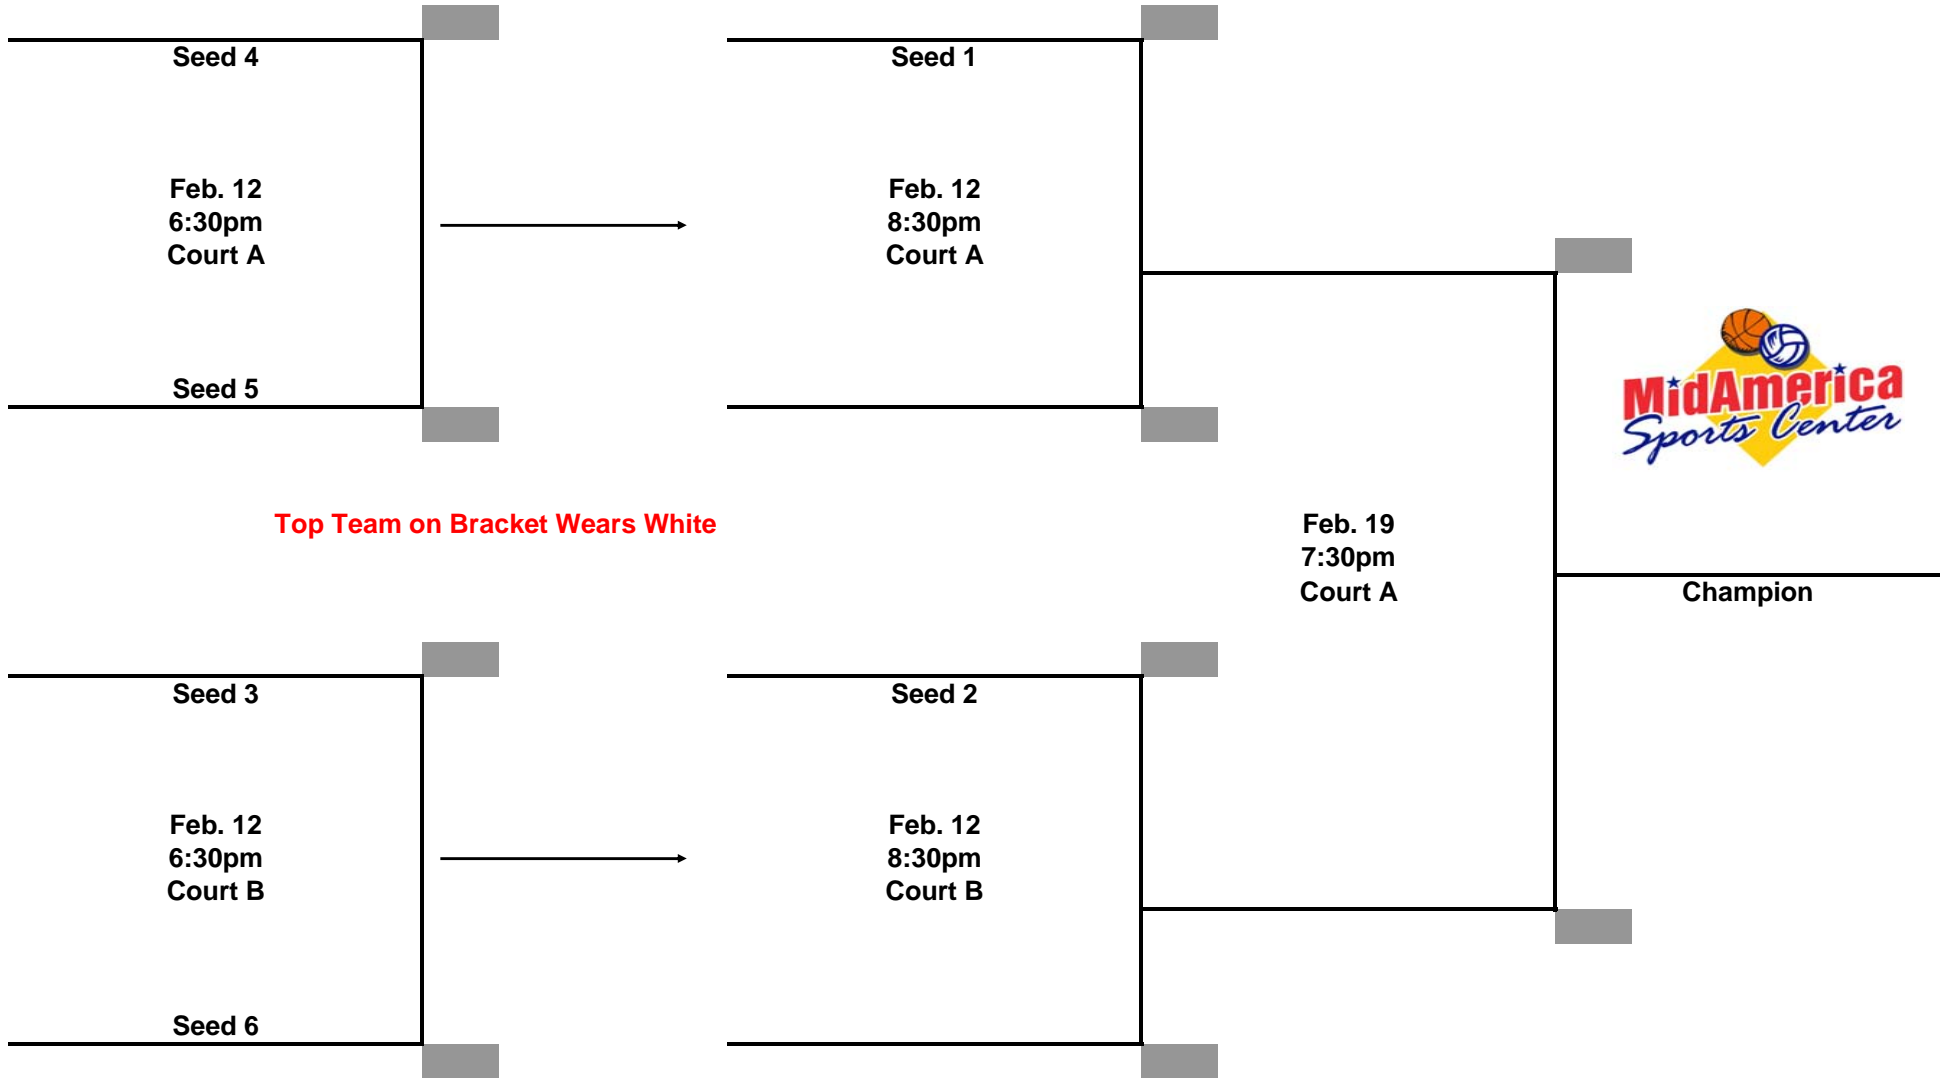 Seed 4
Feb. 12
6:30pm
Court A
Seed 5
Seed 1
Feb. 12
8:30pm
Court A
MidAmerica
Sports Center
Top Team on Bracket Wears White
Feb. 19
7:30pm
Court A
Champion
Seed 3
Feb. 12
6:30pm
Court B
Seed 6
Seed 2
Feb. 12
8:30pm
Court B